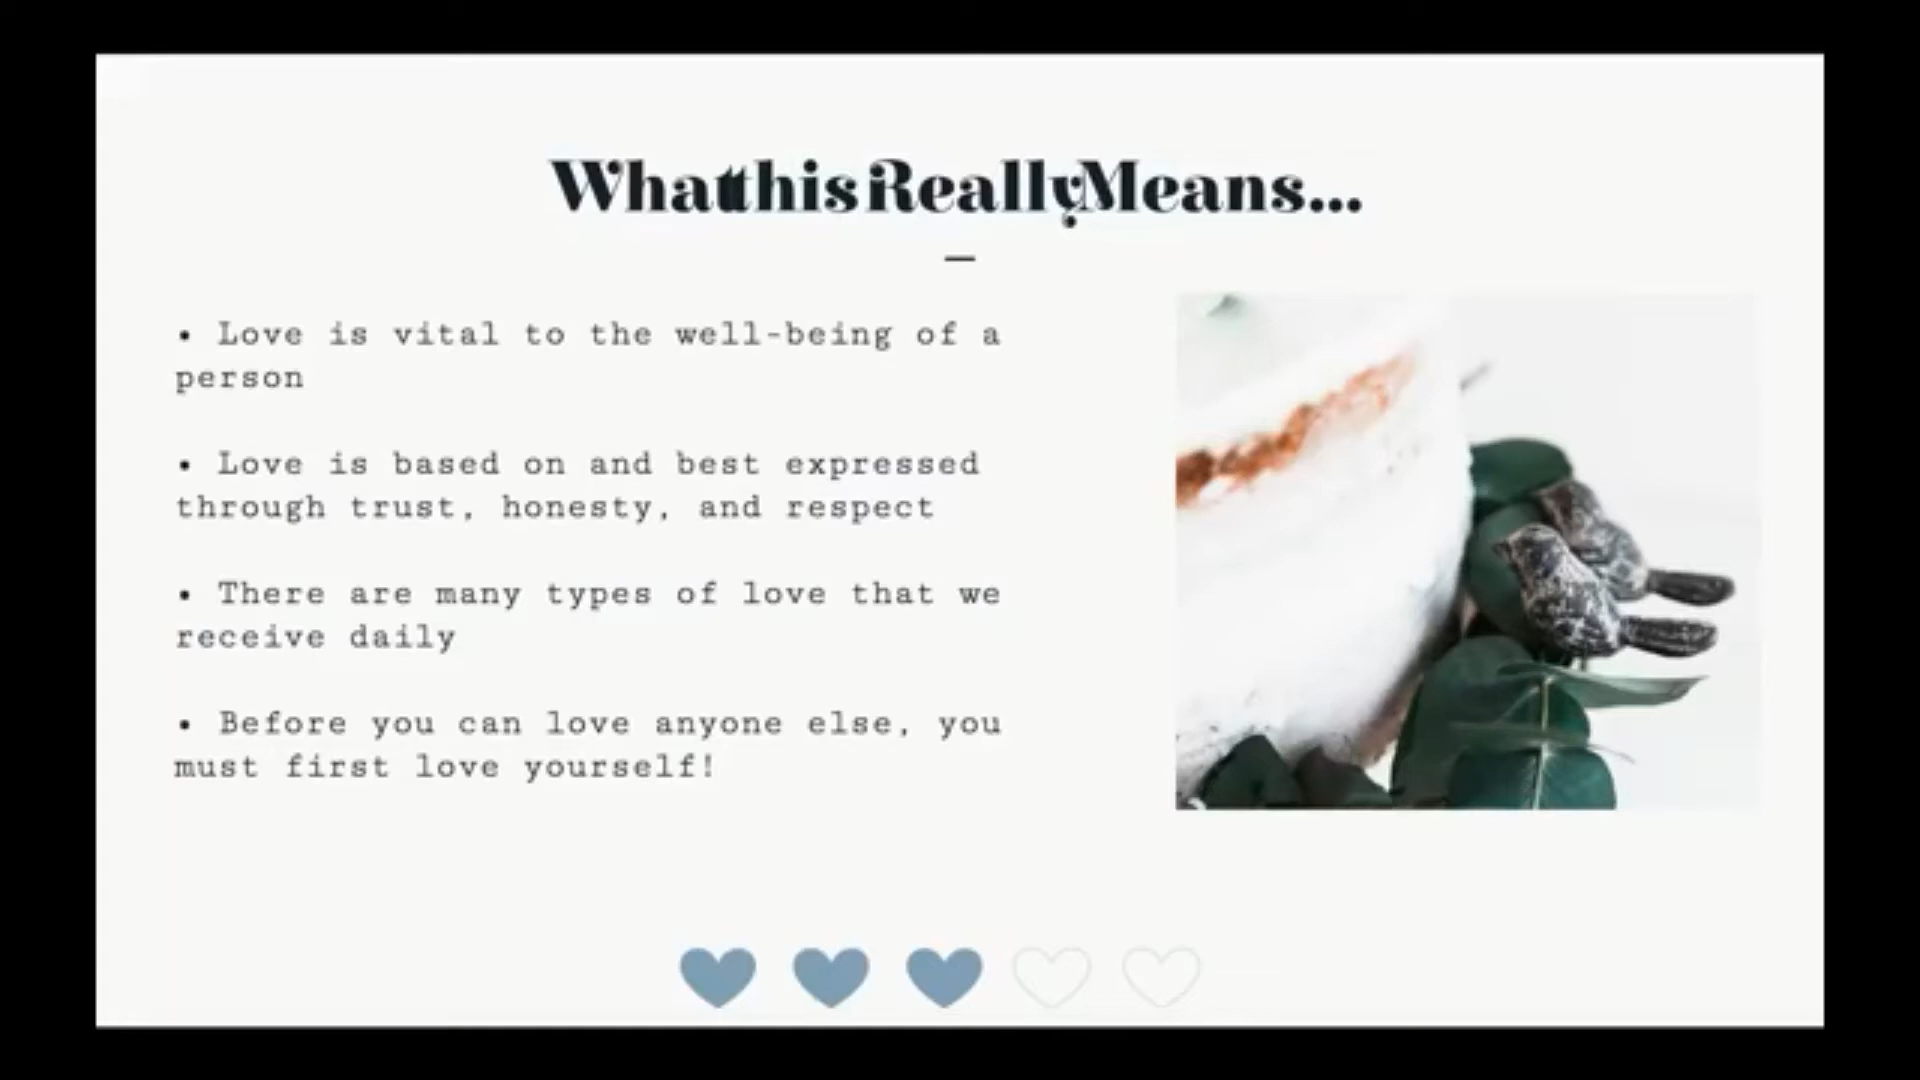 What this Really Means...
• Love is vital to the well-being of a
person
• Love is based on and best expressed
through trust, honesty, and respect
• There are many types of love that we
receive daily
• Before you can love anyone else, you
must first love yourself!